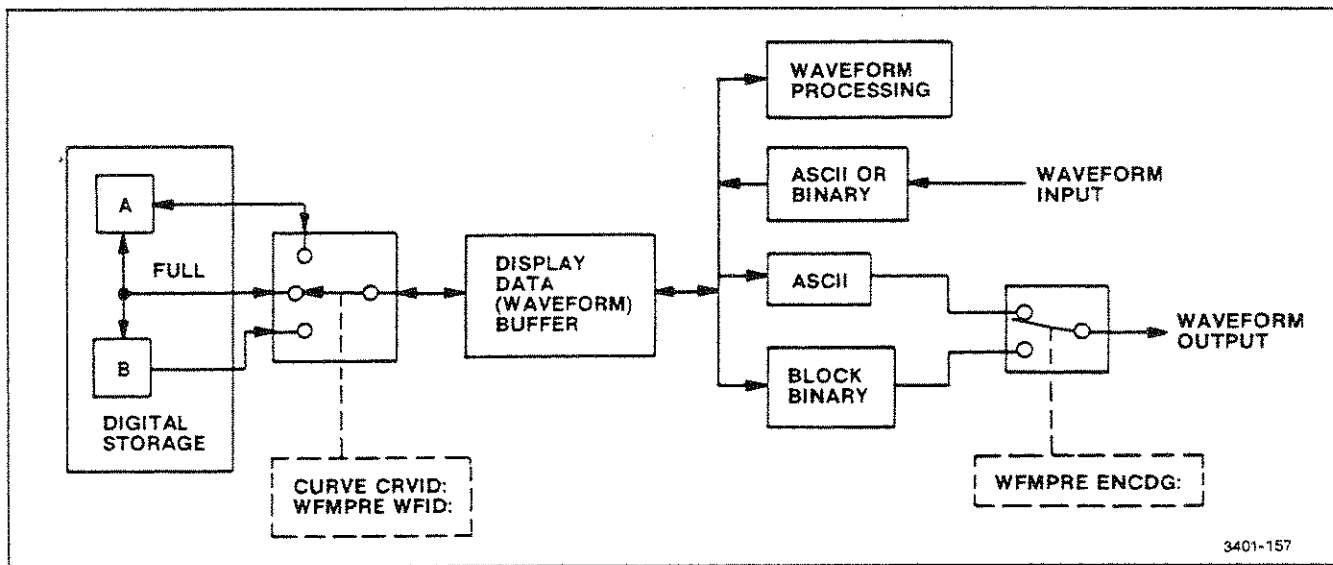 WAVEFORM
PROCESSING
ASCII OR
BINARY
WAVEFORM
INPUT
A
FULL
B
DIGITAL
STORAGE
DISPLAY
DATA
(WAVEFORM)
BUFFER
ASCII
BLOCK
BINARY
WAVEFORM
OUTPUT
CURVE CRVID:
WFMPRE WFID:
WFMPRE ENCDG:
3401-157